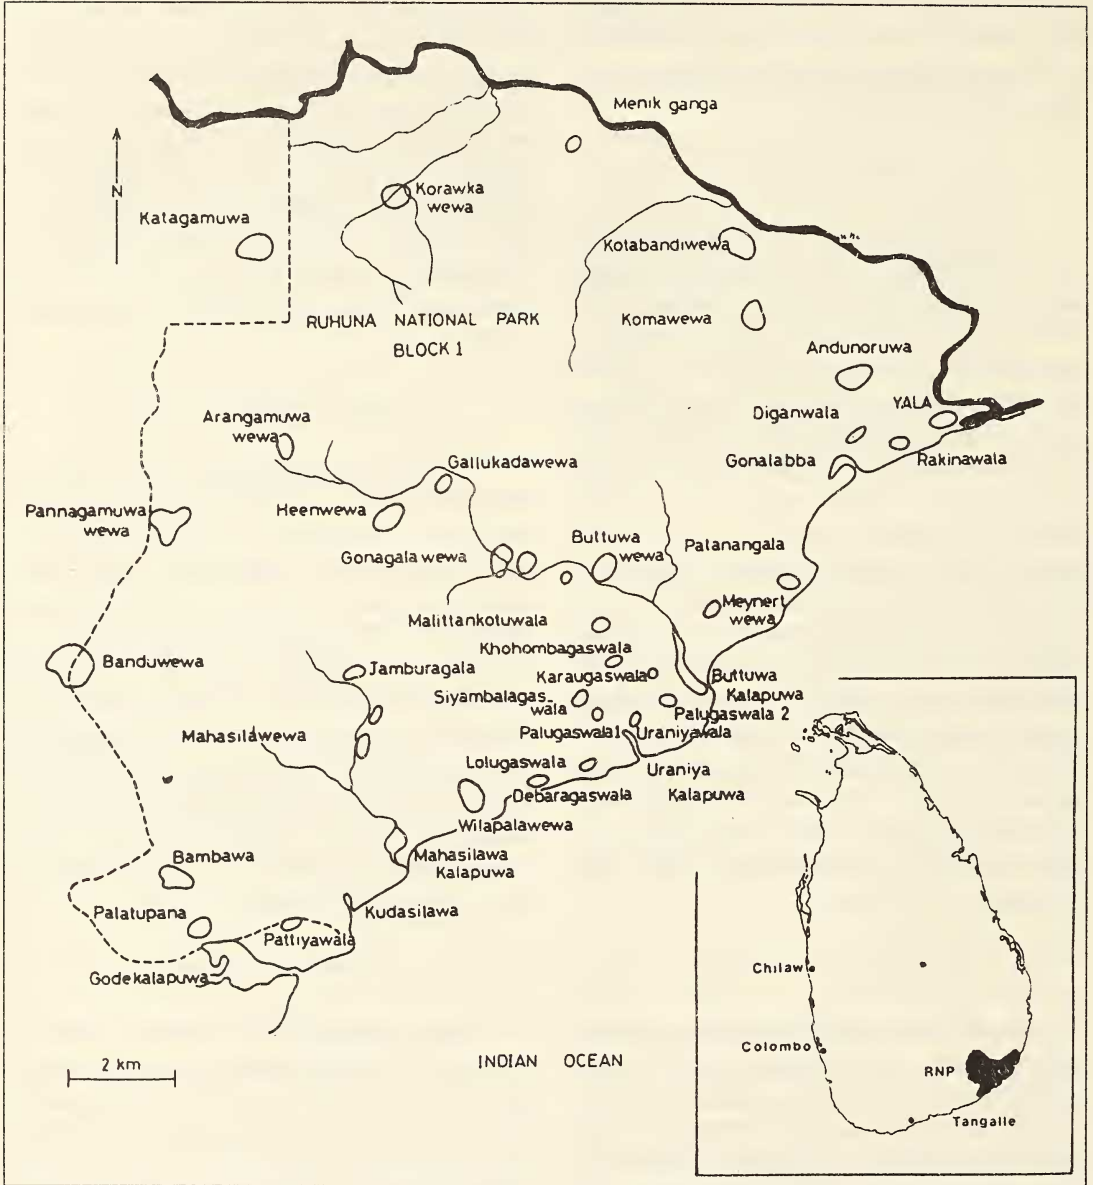 Menik ganga
N
Korawka
wewa
Katagamuwa
Kotabandiwewa
RUHUNA NATIONAL PARK
BLOCK 1
Komawewa
Andunoruwa
Arangamuwa
wewa
Diganwala
YALA
Gallukadawewa
Gonalabba
Rakinawala
Pannagamuwa
wewa
Heenwewa
Gonagala wewa
Buttuwa
wewa
Patanangala
Malittankotuwala
Meynert
wewa
Khohombagaswala
Banduwewa
Jamburagala
Karaugaswala
Buttuwa
Kalapuwa
Siyambalagas-
wala
Palugaswala 2
Mahasilawewa
Palugaswala 1
Uraniyawala
Lolugaswala
Uraniya
Kalapuwa
Debaragaswala
Wilapalawewa
Bambawa
Mahasilawa
Kalapuwa
Palatupana
Kudasilawa
Pattiyawala
Godekalapuwa
2 km
INDIAN OCEAN
Chilaw
Colombo
RNP
Tangalle